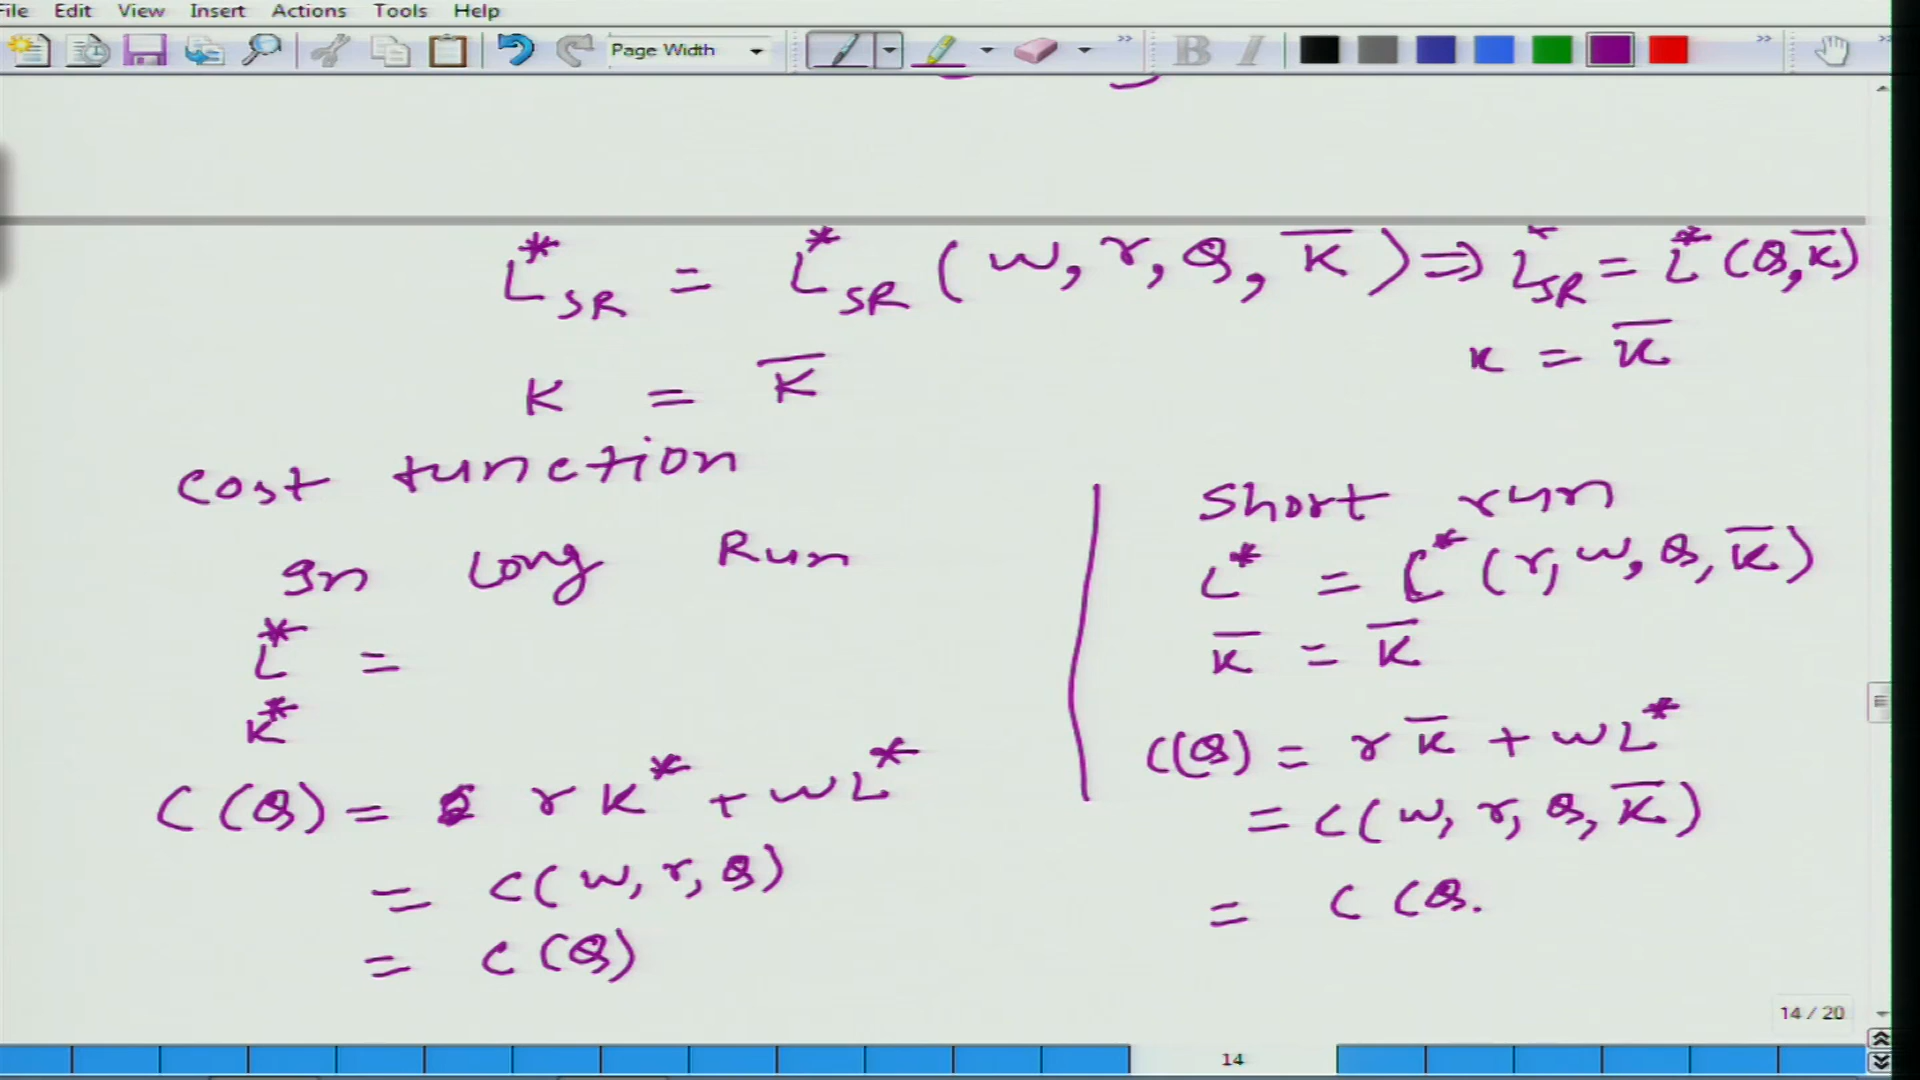 File Edit View Insert Actions Tools Help
Page Width
L*SR = L*SR (w, r, Q, K̅) ⇒ L*SR = L* (Q, K̅)
K = K̅
K = K̅
Cost function
In Long Run
L* =
K*
C(Q) = rK* + wL*
= C(w, r, Q)
= C(Q)
Short run
L* = L* (r, w, Q, K̅)
K̅ = K̅
C(Q) = rK̅ + wL*
= C(w, r, Q, K̅)
= C(Q.
14 / 20
14